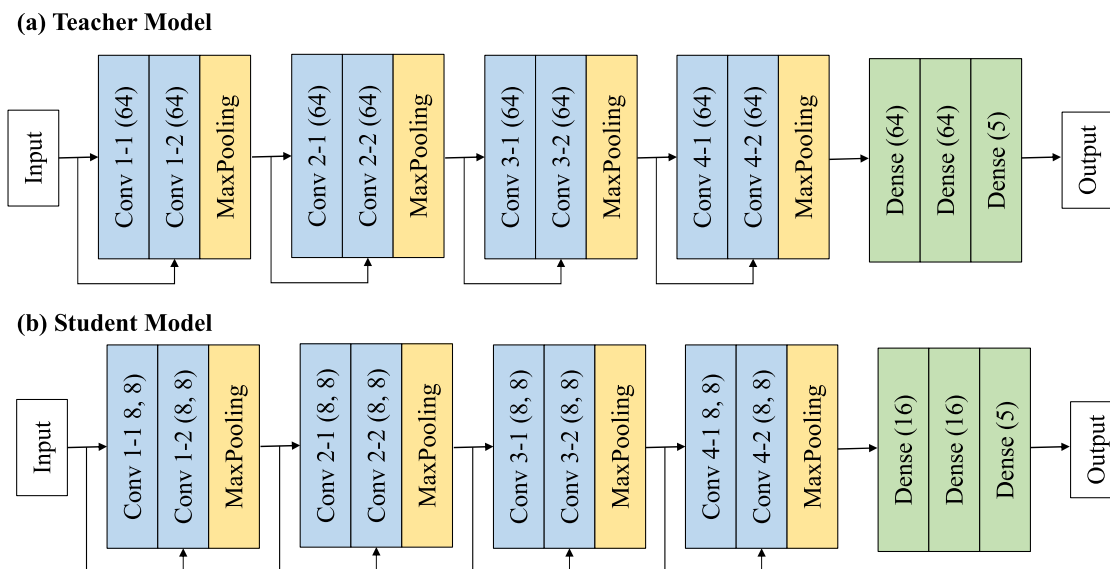 (a) Teacher Model
Input
Conv 1-1 (64)
Conv 1-2 (64)
MaxPooling
Conv 2-1 (64)
Conv 2-2 (64)
MaxPooling
Conv 3-1 (64)
Conv 3-2 (64)
MaxPooling
Conv 4-1 (64)
Conv 4-2 (64)
MaxPooling
Dense (64)
Dense (64)
Dense (5)
Output
(b) Student Model
Input
Conv 1-1 8, 8)
Conv 1-2 (8, 8)
MaxPooling
Conv 2-1 (8, 8)
Conv 2-2 (8, 8)
MaxPooling
Conv 3-1 (8, 8)
Conv 3-2 (8, 8)
MaxPooling
Conv 4-1 8, 8)
Conv 4-2 (8, 8)
MaxPooling
Dense (16)
Dense (16)
Dense (5)
Output